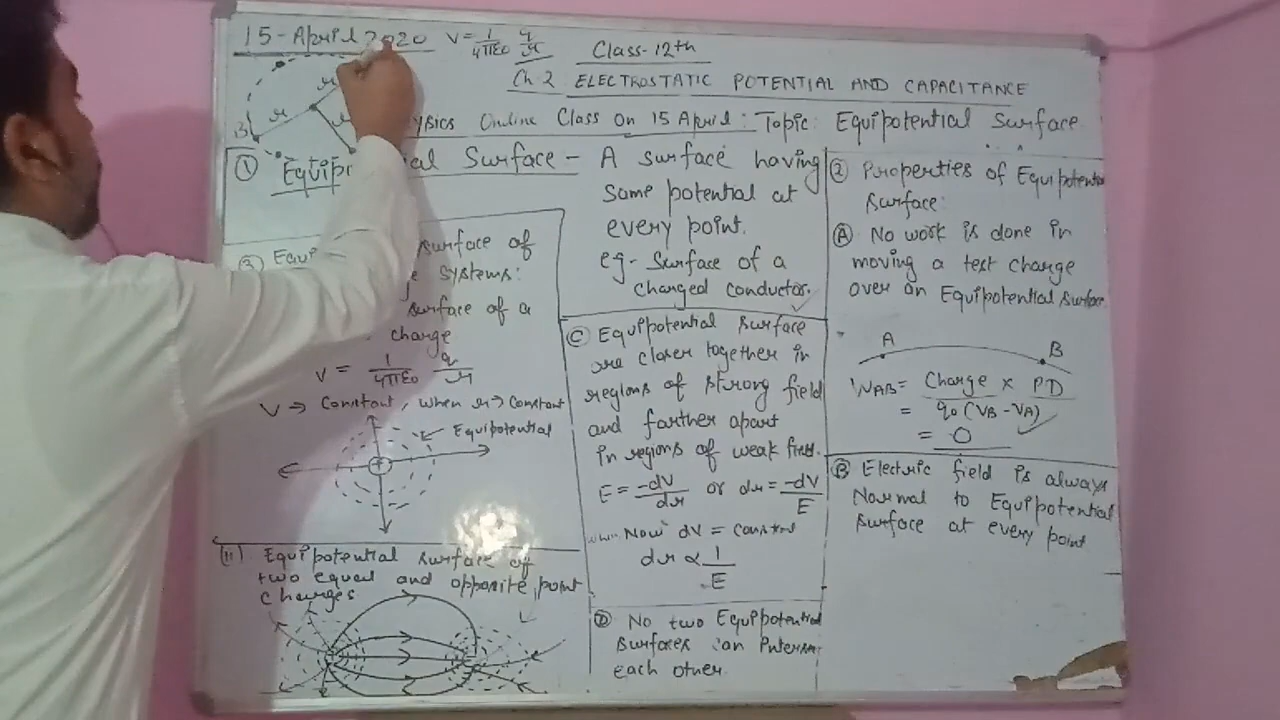 15-April 2020 V= 1/4πε0 q/r
Class-12th
Ch 2 ELECTROSTATIC POTENTIAL AND CAPACITANCE
Online Class on 15 April: Topic: Equipotential Surface
r
r
B
① Surface - A surface having
same potential at
every point.
eg- Surface of a
charged conductor.
② Properties of Equipotential
Surface:
Ⓐ No work is done in
moving a test charge
over an Equipotential surface
A
B
WAB = Charge × PD
= q0 (VB - VA)
= 0
Ⓑ Electric field is always
Normal to Equipotential
Surface at every point
Ⓒ Equipotential Surface
are closer together in
regions of strong field
and farther apart
in regions of weak field.
E = -dV/dr or dr = -dV/E
Now dV = constant
dr ∝ 1/E
Ⓓ No two Equipotential
Surfaces can
each other
③ surface of
systems:
surface of a
charge
V = 1/4πε0 q/r
V → Constant, when r → Constant
Equipotential
+
(ii) Equipotential surface of
two equal and opposite point
charges